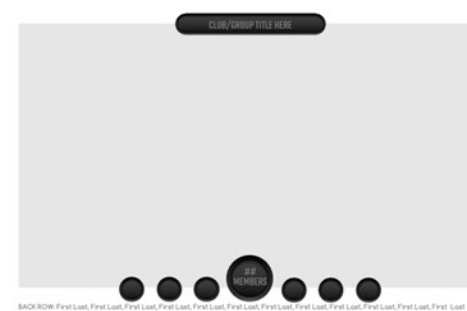 CLUB/GROUP TITLE HERE
##
MEMBERS
BACK ROW: First Last, First Last, First Last, First Last, First Last, First Last, First Last, First Last, First Last, First Last, First Last, First Last